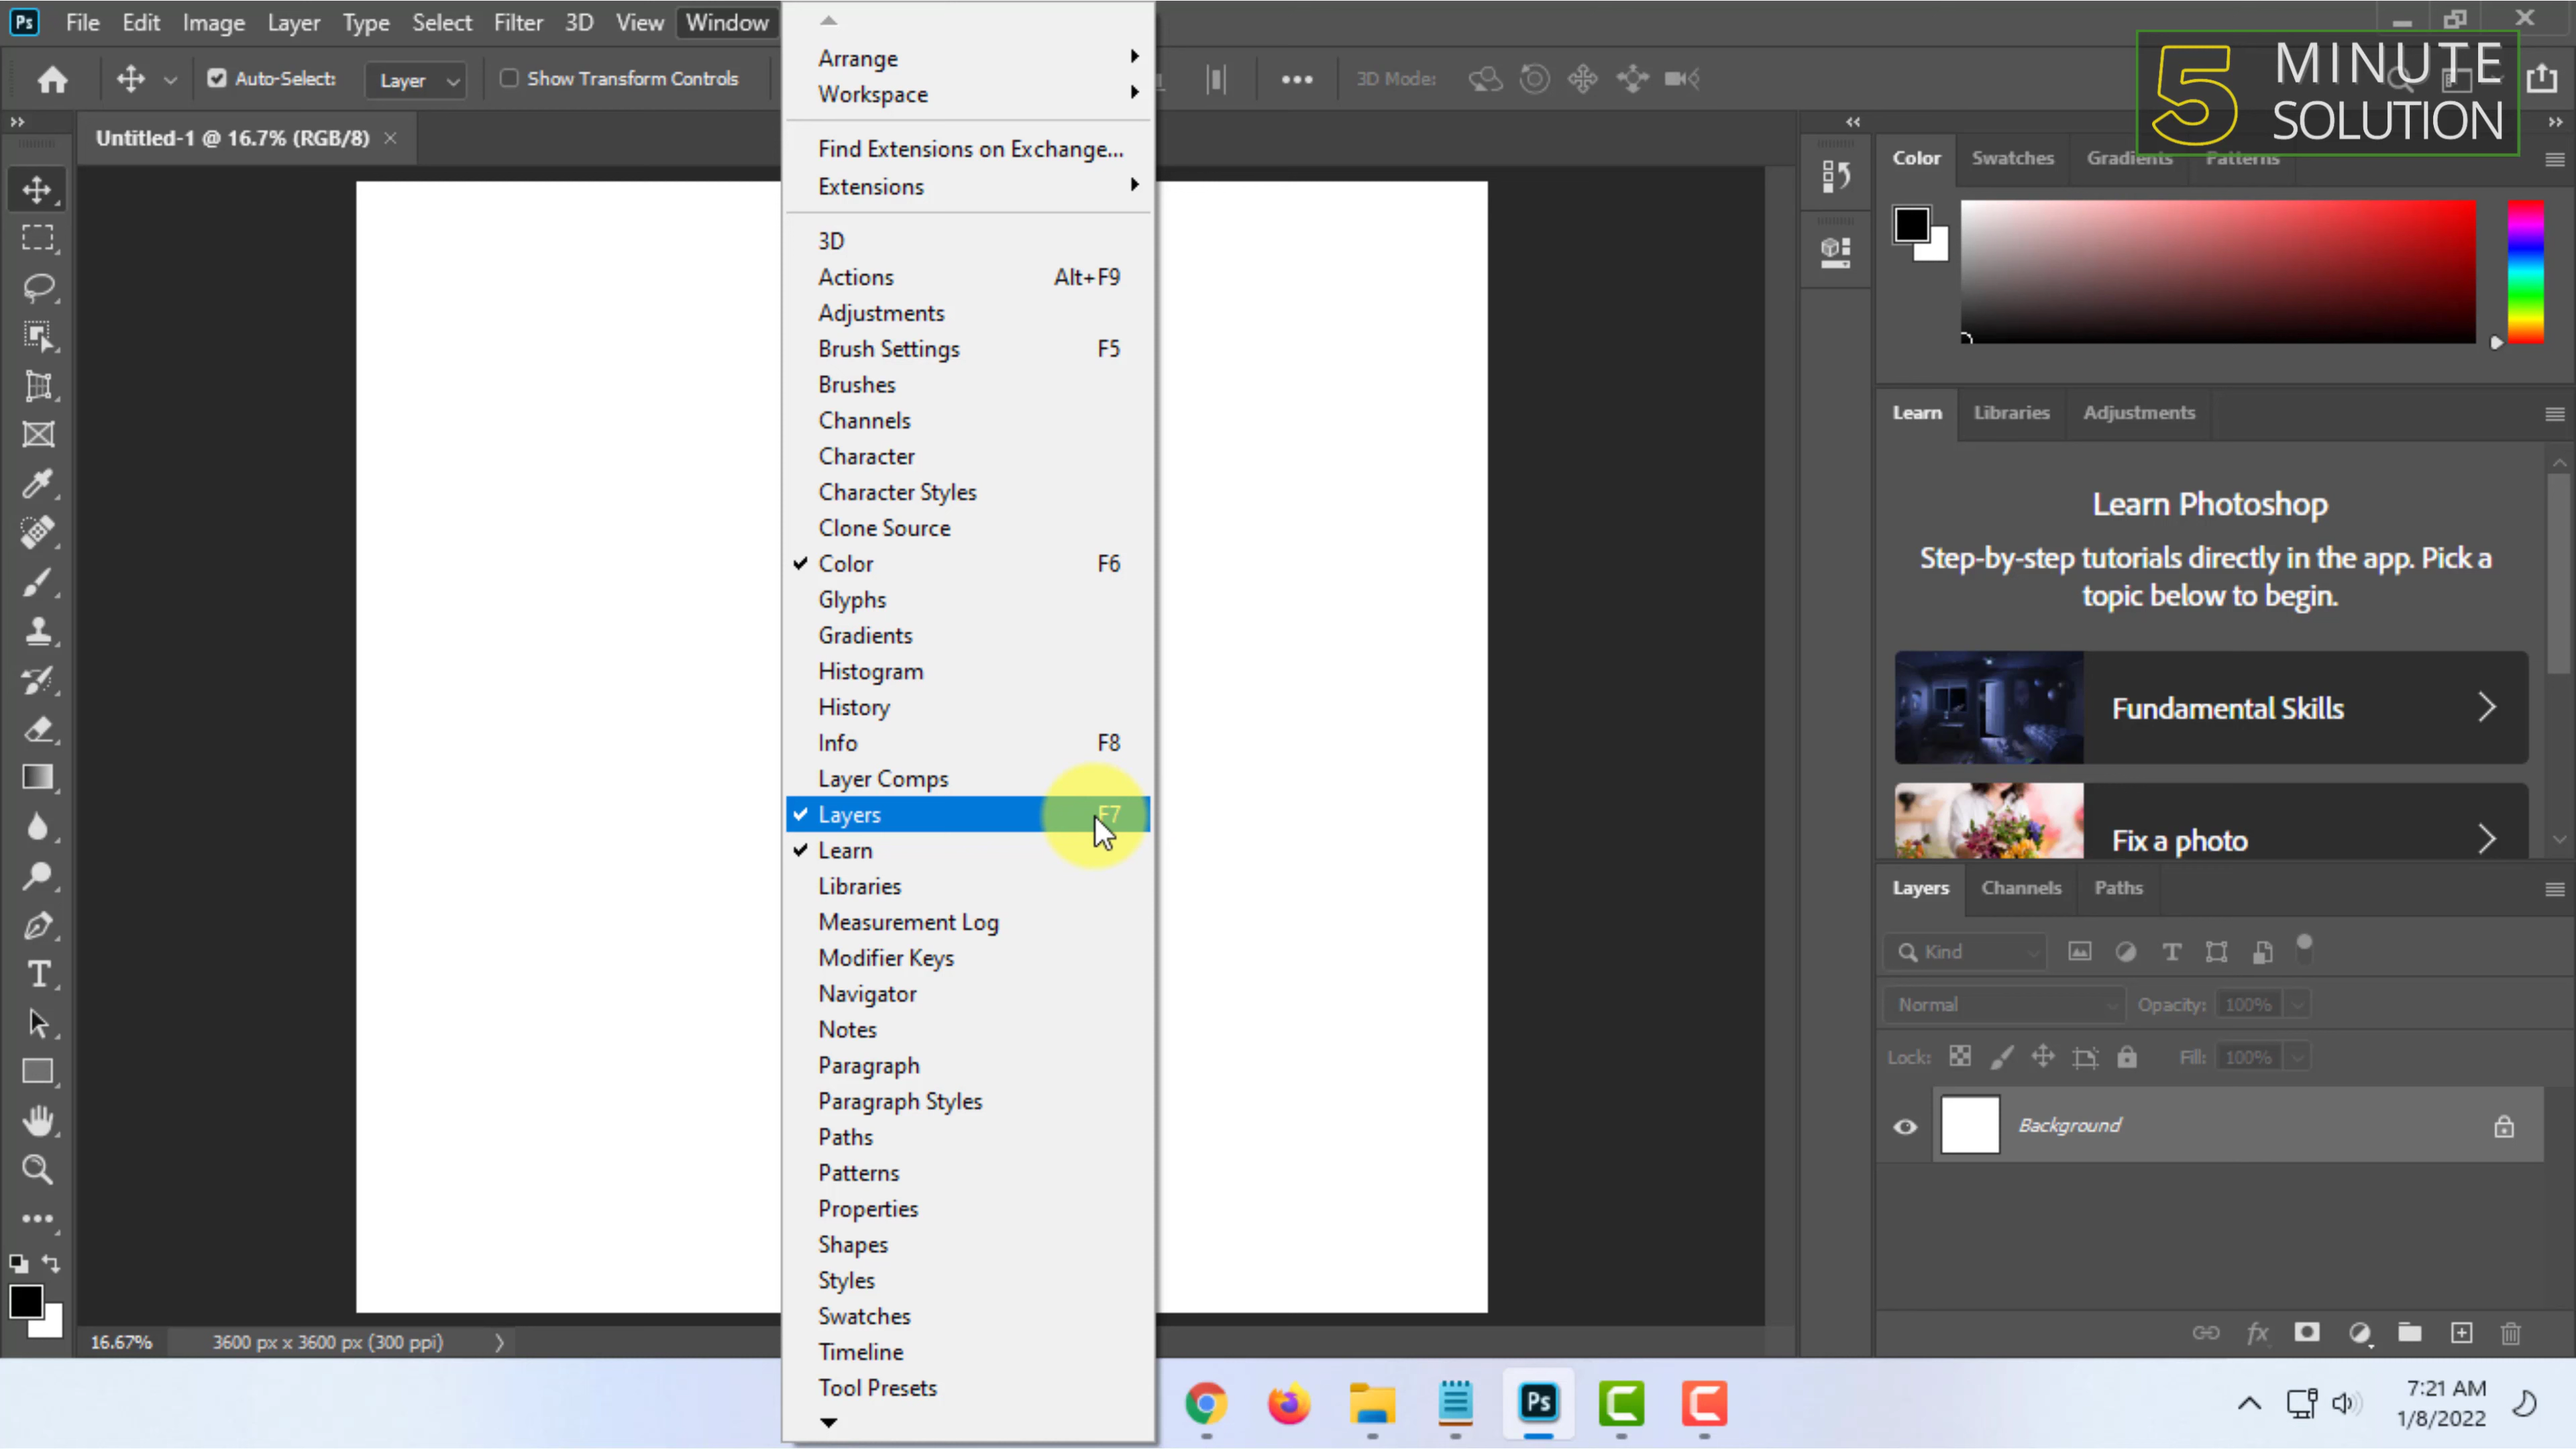 Ps File Edit Image Layer Type Select Filter 3D View Window
Auto-Select: Layer Show Transform Controls 3D Mode:
5 MINUTE
SOLUTION
Untitled-1 @ 16.7% (RGB/8)
Arrange
Workspace
Find Extensions on Exchange...
Extensions
3D
Actions Alt+F9
Adjustments
Brush Settings F5
Brushes
Channels
Character
Character Styles
Clone Source
Color F6
Glyphs
Gradients
Histogram
History
Info F8
Layer Comps
Layers F7
Learn
Libraries
Measurement Log
Modifier Keys
Navigator
Notes
Paragraph
Paragraph Styles
Paths
Patterns
Properties
Shapes
Styles
Swatches
Timeline
Tool Presets
Color Swatches Gradients Patterns
Learn Libraries Adjustments
Learn Photoshop
Step-by-step tutorials directly in the app. Pick a
topic below to begin.
Fundamental Skills
Fix a photo
Layers Channels Paths
Kind
Normal Opacity: 100%
Lock: Fill: 100%
Background
fx
16.67% 3600 px x 3600 px (300 ppi)
Ps
7:21 AM
1/8/2022